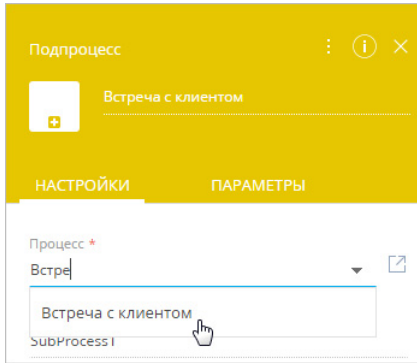 Подпроцесс
Встреча с клиентом
НАСТРОЙКИ ПАРАМЕТРЫ
Процесс *
Встре
Встреча с клиентом
SubProcess1